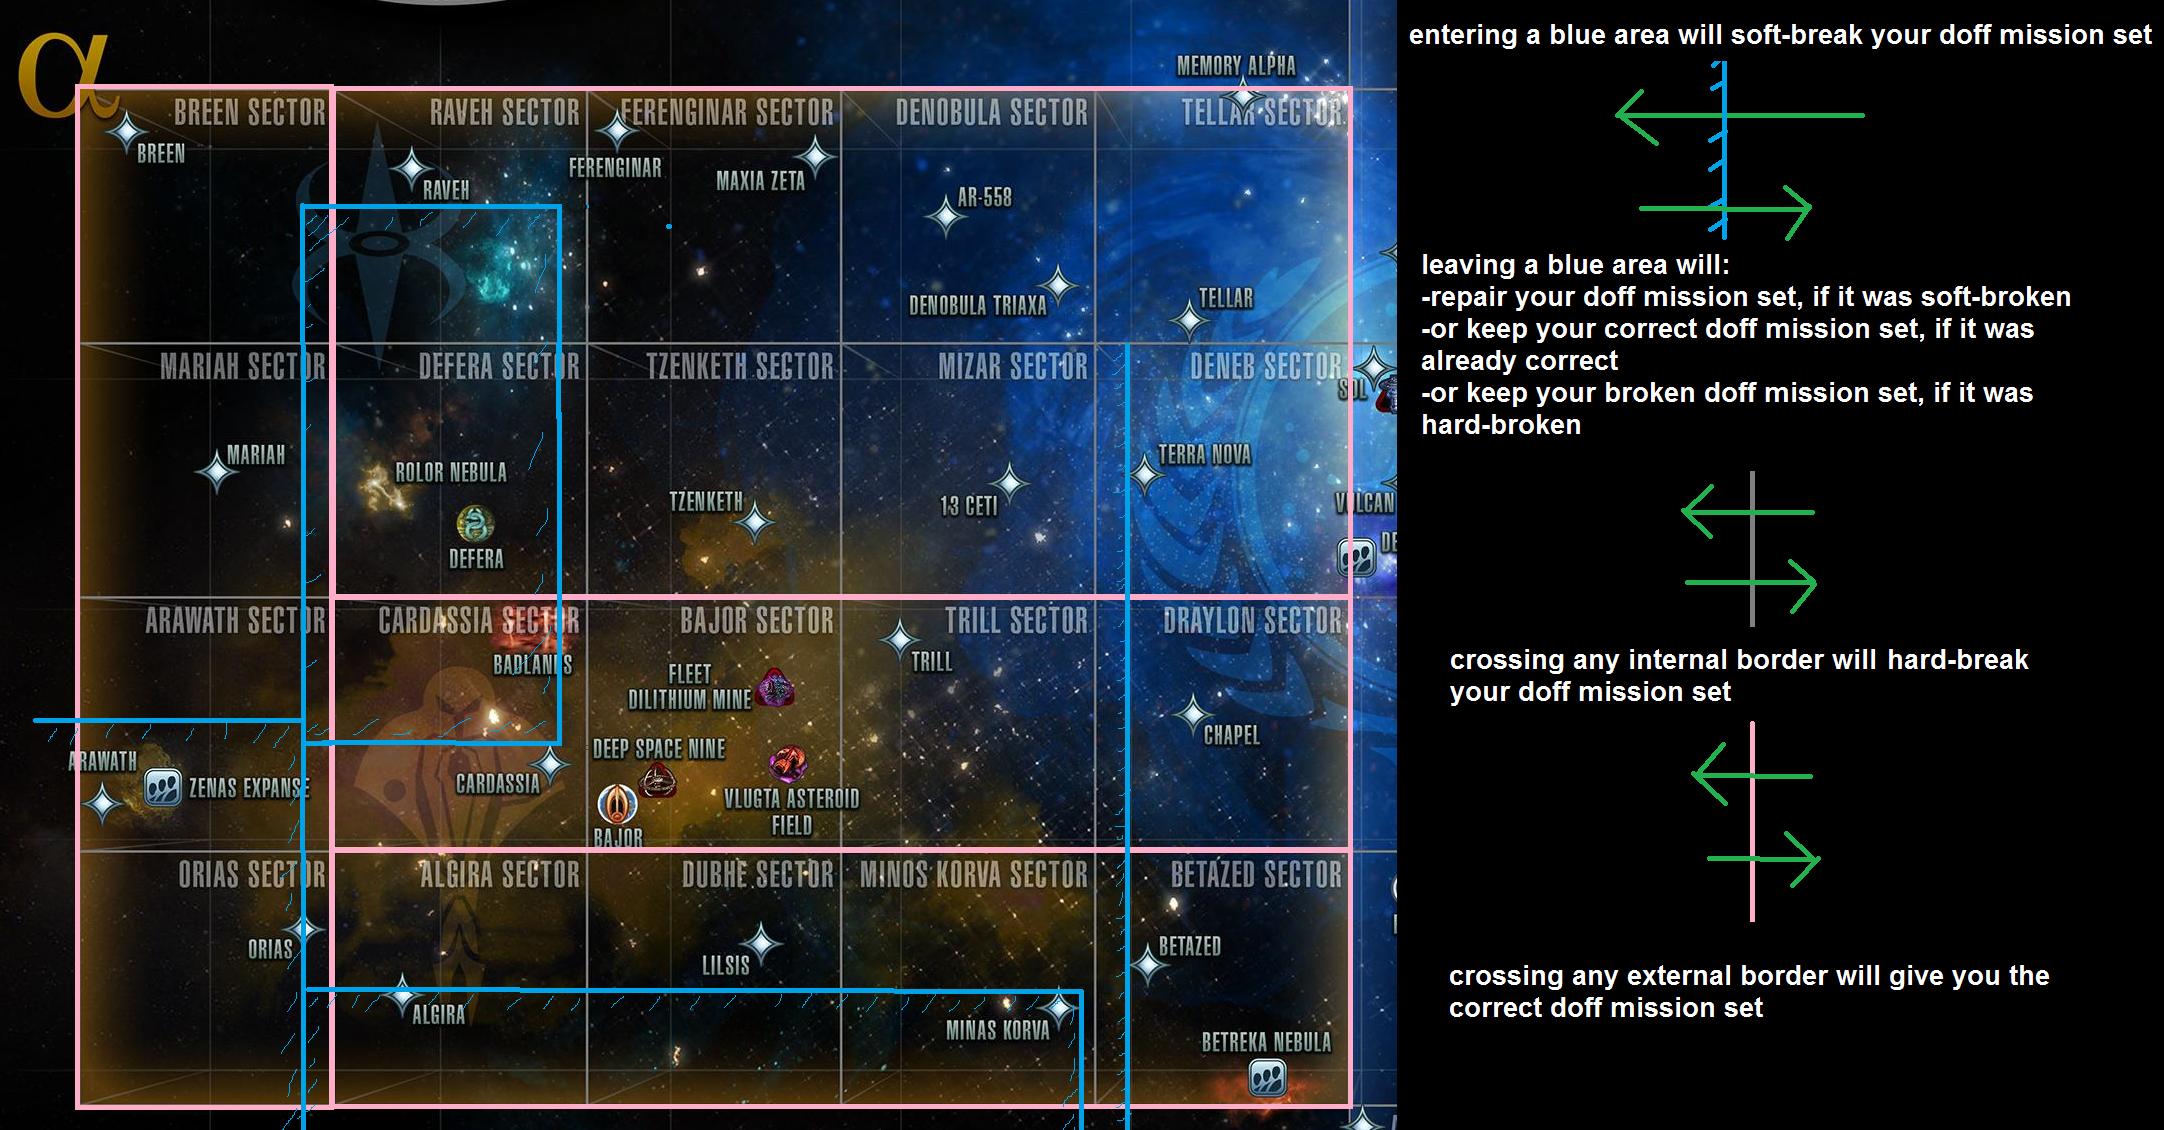 α
MEMORY ALPHA
BREEN SECTOR
RAVEH SECTOR
FERENGINAR SECTOR
DENOBULA SECTOR
TELLAR SECTOR
BREEN
RAVEH
FERENGINAR
MAXIA ZETA
AR-558
DENOBULA TRIAXA
TELLAR
MARIAH SECTOR
DEFERA SECTOR
TZENKETH SECTOR
MIZAR SECTOR
DENEB SECTOR
SOL
MARIAH
ROLOR NEBULA
DEFERA
TZENKETH
13 CETI
TERRA NOVA
VULCAN
DE
ARAWATH SECTOR
CARDASSIA SECTOR
BAJOR SECTOR
TRILL SECTOR
DRAYLON SECTOR
BADLANDS
FLEET
DILITHIUM MINE
TRILL
CHAPEL
ARAWATH
ZENAS EXPANSE
CARDASSIA
DEEP SPACE NINE
BAJOR
VLUGTA ASTEROID
FIELD
ORIAS SECTOR
ALGIRA SECTOR
DUBHE SECTOR
MINOS KORVA SECTOR
BETAZED SECTOR
ORIAS
ALGIRA
LILSIS
MINAS KORVA
BETAZED
BETREKA NEBULA
entering a blue area will soft-break your doff mission set
leaving a blue area will:
-repair your doff mission set, if it was soft-broken
-or keep your correct doff mission set, if it was
already correct
-or keep your broken doff mission set, if it was
hard-broken
crossing any internal border will hard-break
your doff mission set
crossing any external border will give you the
correct doff mission set